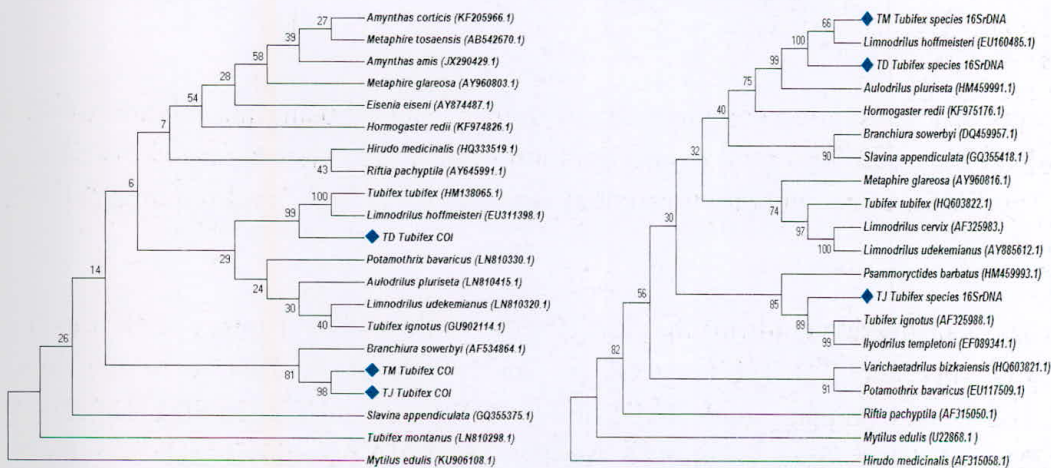 Amynthas corticis (KF205966.1)
Metaphire tosaensis (AB542670.1)
Amynthas amis (JX290429.1)
Metaphire glareosa (AY960803.1)
Eisenia eiseni (AY874487.1)
Hormogaster redii (KF974826.1)
Hirudo medicinalis (HQ333519.1)
Riftia pachyptila (AY645991.1)
Tubifex tubifex (HM138065.1)
Limnodrilus hoffmeisteri (EU311398.1)
TD Tubifex COI
Potamothrix bavaricus (LN810330.1)
Aulodrilus pluriseta (LN810415.1)
Limnodrilus udekemianus (LN810320.1)
Tubifex ignotus (GU902114.1)
Branchiura sowerbyi (AF534864.1)
TM Tubifex COI
TJ Tubifex COI
Slavina appendiculata (GQ355375.1)
Tubifex montanus (LN810298.1)
Mytilus edulis (KU906108.1)
27
39
58
28
54
7
43
6
100
99
29
24
30
40
14
81
98
26
TM Tubifex species 16SrDNA
Limnodrilus hoffmeisteri (EU160485.1)
TD Tubifex species 16SrDNA
Aulodrilus pluriseta (HM459991.1)
Hormogaster redii (KF975176.1)
Branchiura sowerbyi (DQ459957.1)
Slavina appendiculata (GQ355418.1)
Metaphire glareosa (AY960816.1)
Tubifex tubifex (HQ603822.1)
Limnodrilus cervix (AF325983.)
Limnodrilus udekemianus (AY885612.1)
Psammoryctides barbatus (HM459993.1)
TJ Tubifex species 16SrDNA
Tubifex ignotus (AF325988.1)
Ilyodrilus templetoni (EF089341.1)
Varichaetadrilus bizkaiensis (HQ603821.1)
Potamothrix bavaricus (EU117509.1)
Riftia pachyptila (AF315050.1)
Mytilus edulis (U22868.1 )
Hirudo medicinalis (AF315058.1)
66
100
99
75
40
90
32
74
97
100
30
85
89
99
56
82
91